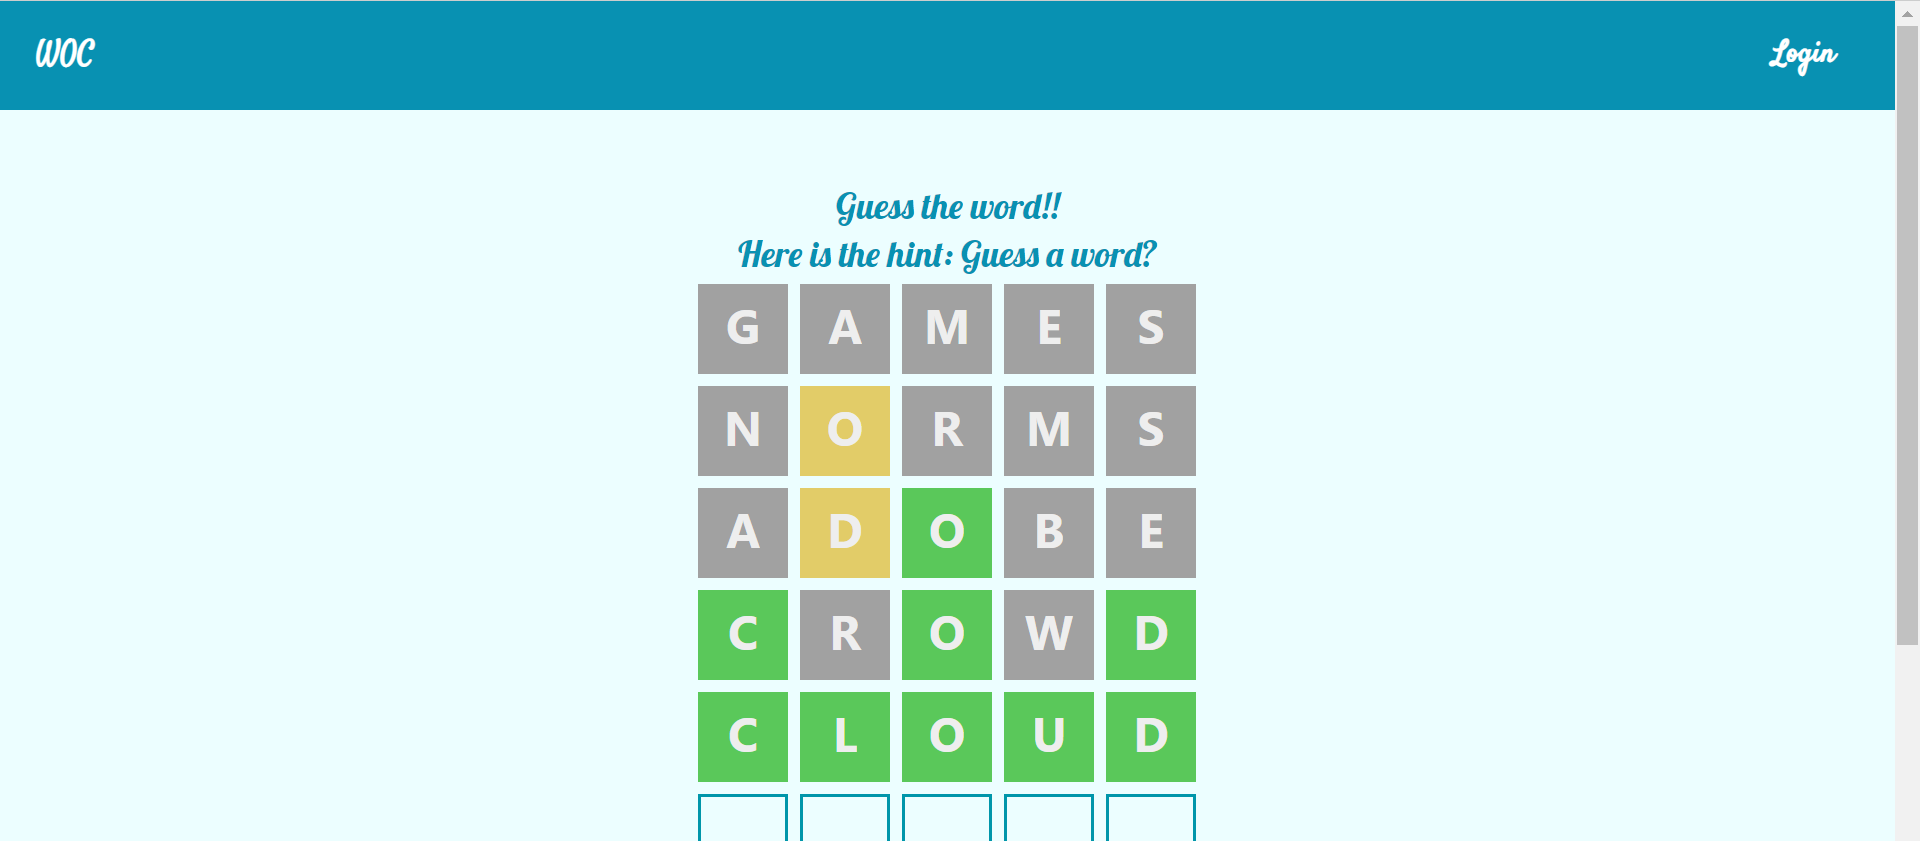 WOC
Login
Guess the word!!
Here is the hint: Guess a word?
G A M E S
N O R M S
A D O B E
C R O W D
C L O U D